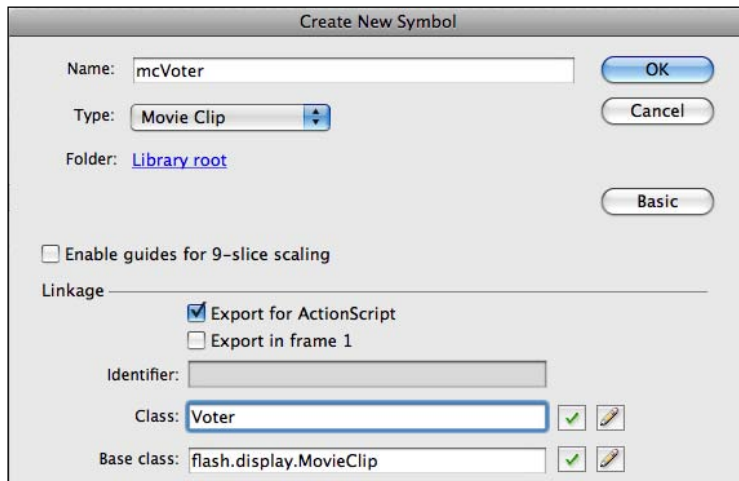 Create New Symbol
Name: mcVoter OK
Type: Movie Clip Cancel
Folder: Library root
Basic
Enable guides for 9-slice scaling
Linkage
Export for ActionScript
Export in frame 1
Identifier:
Class: Voter
Base class: flash.display.MovieClip